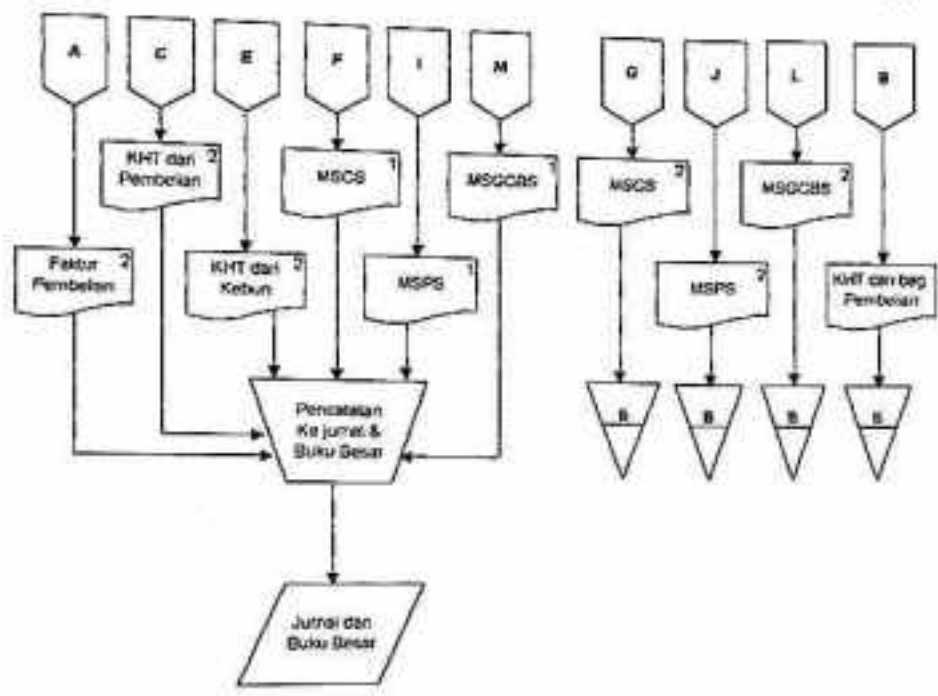 A
C
E
F
I
M
G
J
L
B
KHT dari
Pembelian
2
MSCS
1
MSGCBS
1
MSCS
2
MSGCBS
2
Faktur
Pembelian
2
KHT dari
Kebun
2
MSPS
1
MSPS
2
KHT dari bag
Pembelian
Pencatatan
Ke jurnal &
Buku Besar
B
B
B
B
Jurnal dan
Buku Besar